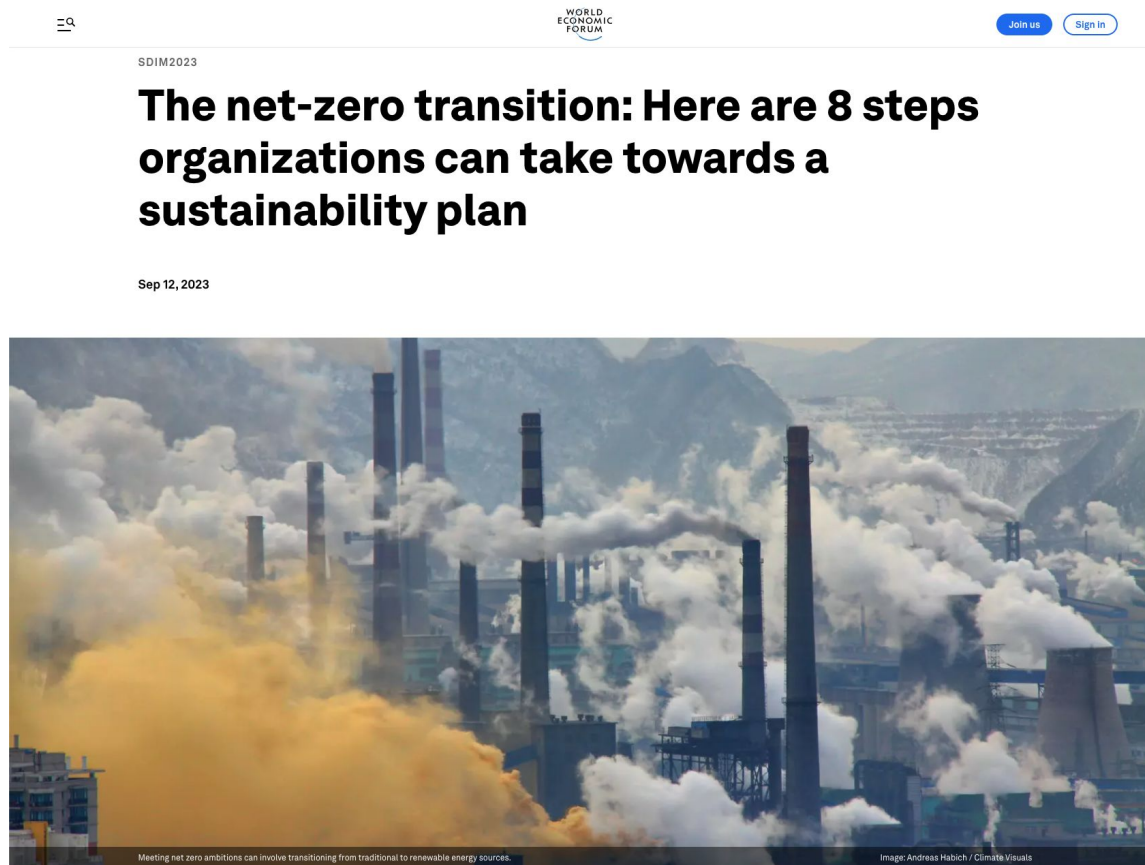 WORLD
ECONOMIC
FORUM
Join us
Sign in
SDIM2023
The net-zero transition: Here are 8 steps
organizations can take towards a
sustainability plan
Sep 12, 2023
Meeting net zero ambitions can involve transitioning from traditional to renewable energy sources.
Image: Andreas Habich / Climate Visuals